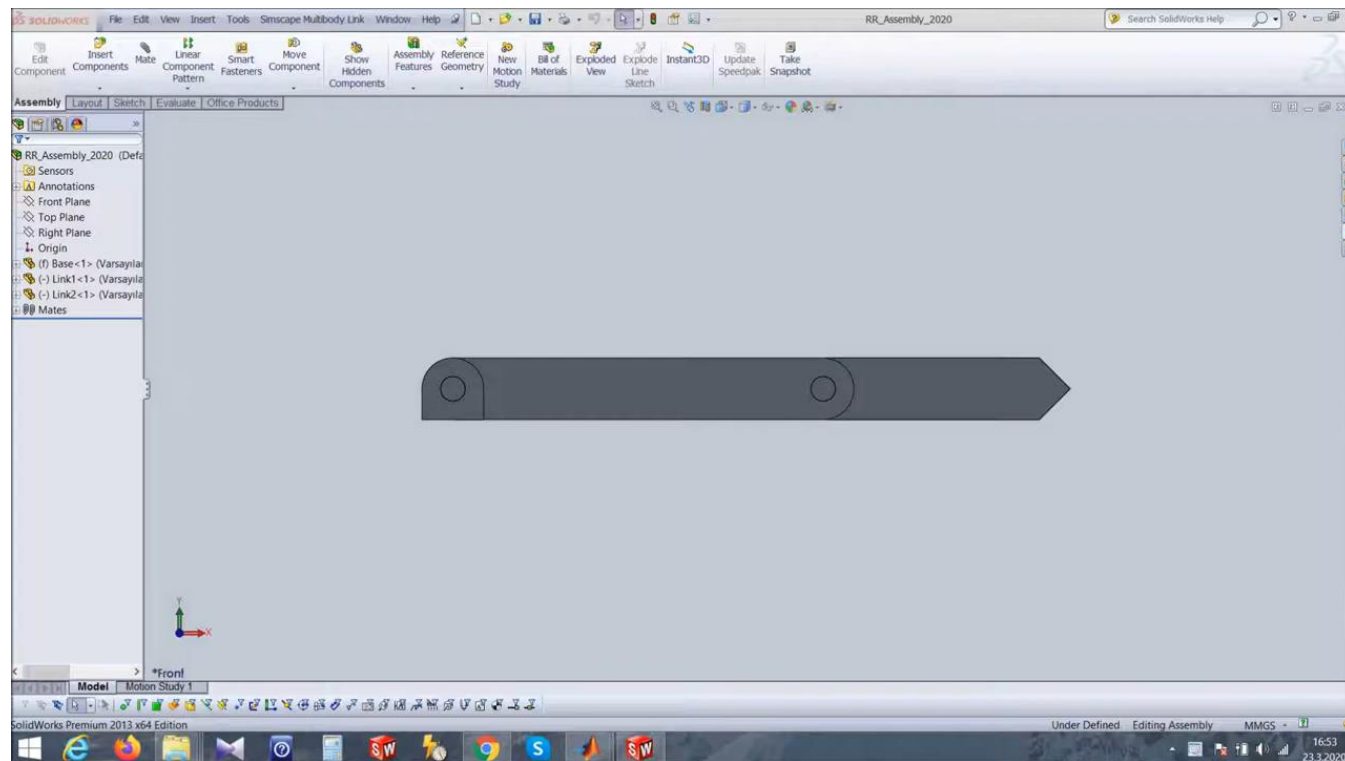 SOLIDWORKS File Edit View Insert Tools Simscape Multibody Link Window Help RR_Assembly_2020 Search SolidWorks Help
Edit Component
Insert Components
Mate
Linear Component Pattern
Smart Fasteners
Move Component
Show Hidden Components
Assembly Features
Reference Geometry
New Motion Study
Bill of Materials
Exploded View
Explode Line Sketch
Instant3D
Update Speedpak
Take Snapshot
Assembly Layout Sketch Evaluate Office Products
RR_Assembly_2020 (Defa
Sensors
Annotations
Front Plane
Top Plane
Right Plane
Origin
(f) Base<1> (Varsayılai
(-) Link1<1> (Varsayıla
(-) Link2<1> (Varsayıla
Mates
Y
X
*Front
Model Motion Study 1
SolidWorks Premium 2013 x64 Edition Under Defined Editing Assembly MMGS
16:53
23.3.2020